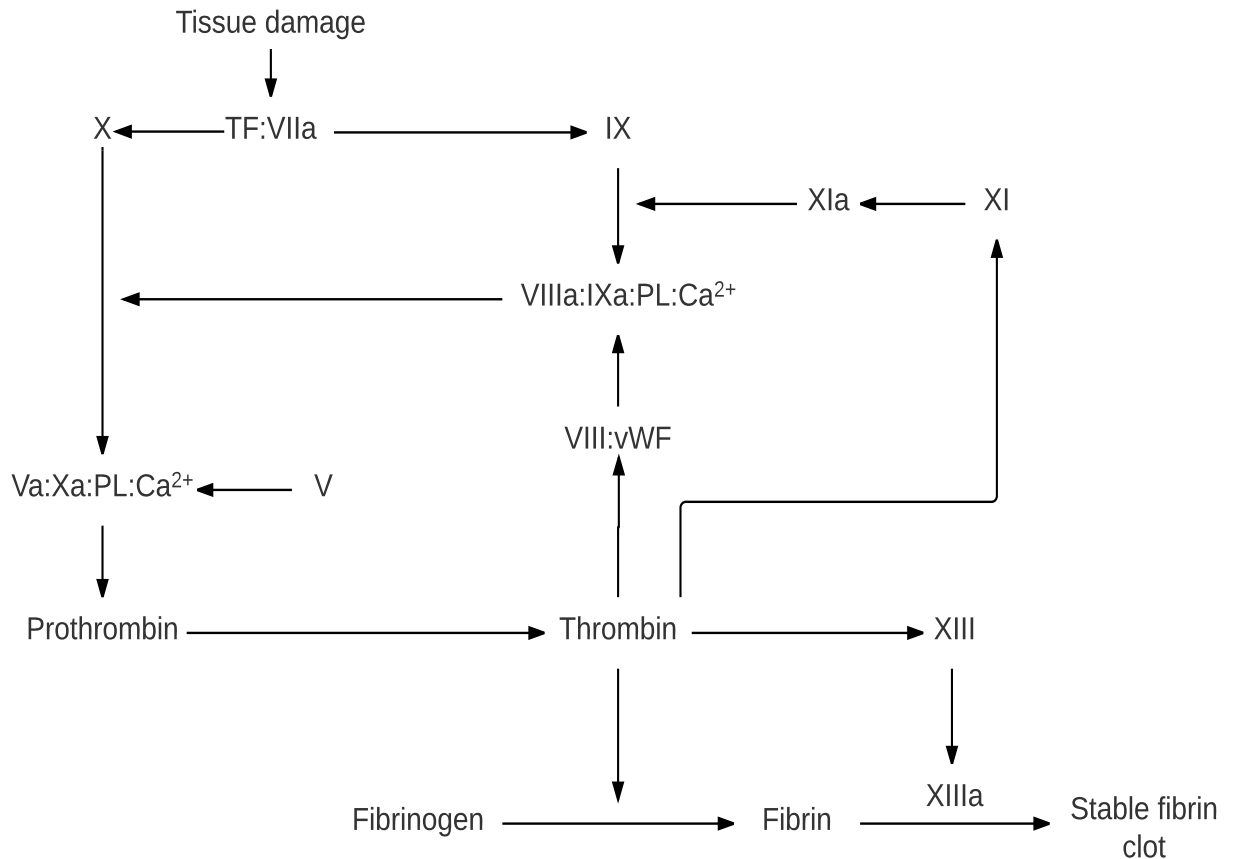 Tissue damage
X
TF:VIIa
IX
XIa
XI
VIIIa:IXa:PL:Ca²⁺
VIII:vWF
Va:Xa:PL:Ca²⁺
V
Prothrombin
Thrombin
XIII
XIIIa
Fibrinogen
Fibrin
Stable fibrin
clot